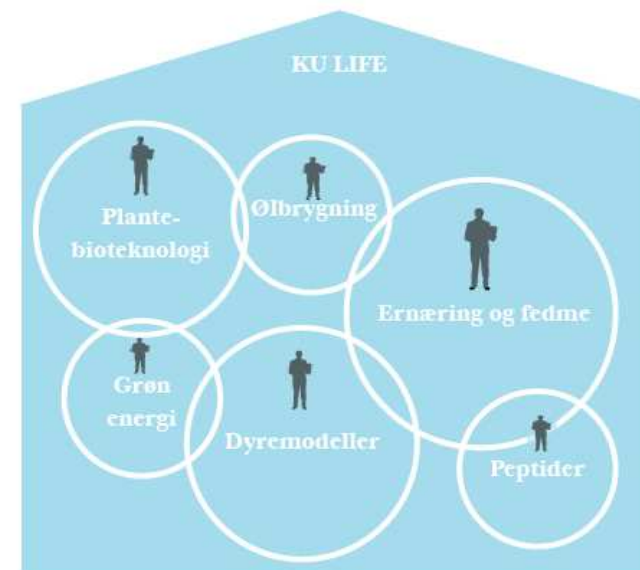 KU LIFE
Plante-
bioteknologi
Ølbrygning
Ernæring og fedme
Grøn
energi
Dyremodeller
Peptider